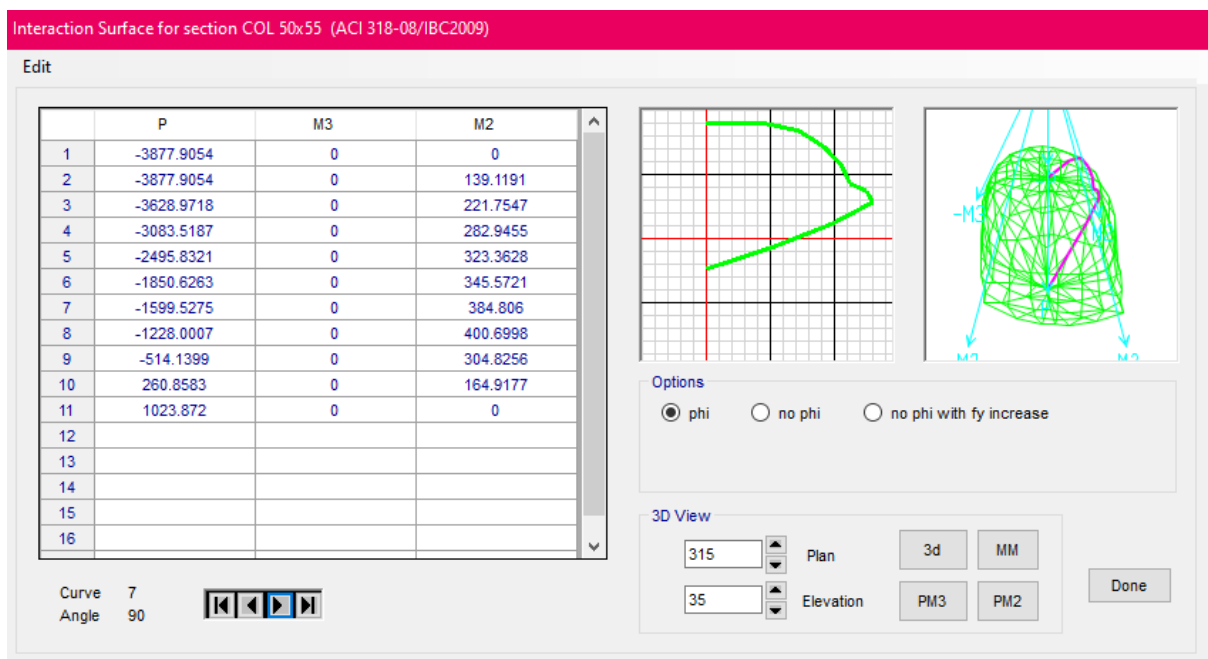 Interaction Surface for section COL 50x55 (ACI 318-08/IBC2009)
Edit
P M3 M2
1 -3877.9054 0 0
2 -3877.9054 0 139.1191
3 -3628.9718 0 221.7547
4 -3083.5187 0 282.9455
5 -2495.8321 0 323.3628
6 -1850.6263 0 345.5721
7 -1599.5275 0 384.806
8 -1228.0007 0 400.6998
9 -514.1399 0 304.8256
10 260.8583 0 164.9177
11 1023.872 0 0
12
13
14
15
16
Curve 7
Angle 90
-M3
M2
M2
Options
phi no phi no phi with fy increase
3D View
315 Plan 3d MM
35 Elevation PM3 PM2
Done